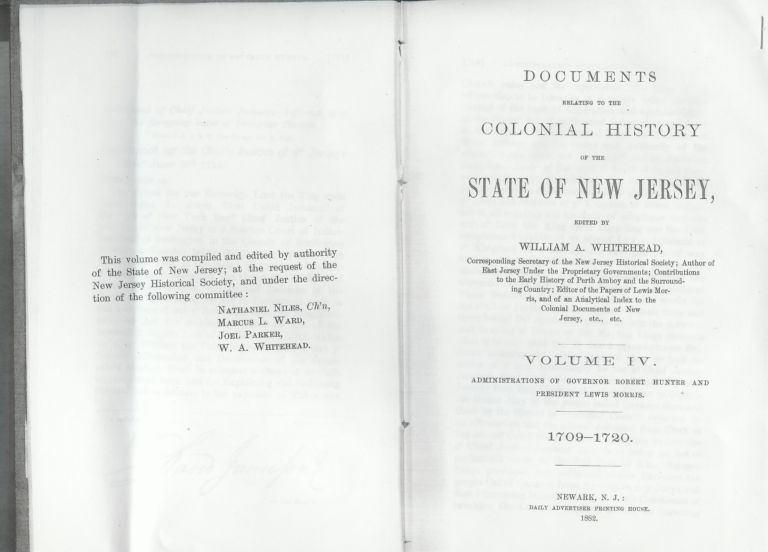 This volume was compiled and edited by authority
of the State of New Jersey; at the request of the
New Jersey Historical Society, and under the direc-
tion of the following committee:
Nathaniel Niles, Ch'n,
Marcus L. Ward,
Joel Parker,
W. A. Whitehead.
DOCUMENTS
RELATING TO THE
COLONIAL HISTORY
OF THE
STATE OF NEW JERSEY,
EDITED BY
WILLIAM A. WHITEHEAD,
Corresponding Secretary of the New Jersey Historical Society; Author of
East Jersey Under the Proprietary Governments; Contributions
to the Early History of Perth Amboy and the Surround-
ing Country; Editor of the Papers of Lewis Mor-
ris, and of an Analytical Index to the
Colonial Documents of New
Jersey, etc., etc.
VOLUME IV.
ADMINISTRATIONS OF GOVERNOR ROBERT HUNTER AND
PRESIDENT LEWIS MORRIS.
1709–1720.
NEWARK, N. J.:
DAILY ADVERTISER PRINTING HOUSE.
1882.